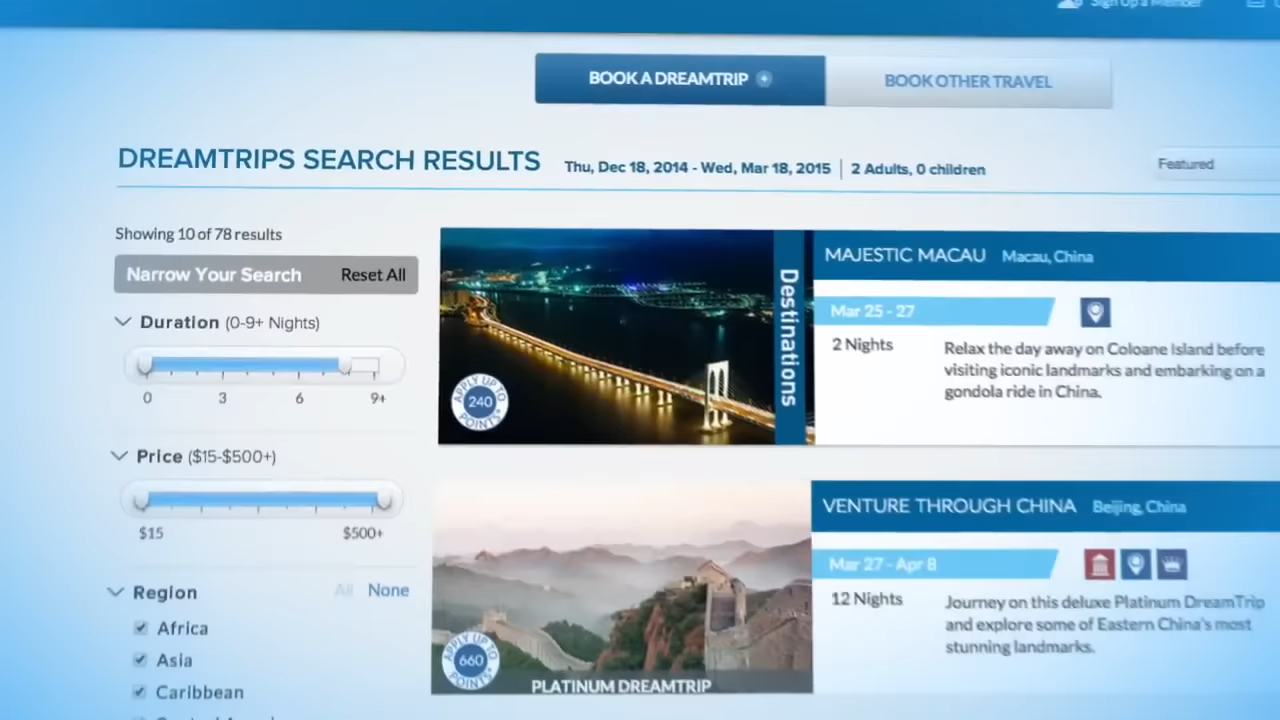 Sign Up a Member
BOOK A DREAMTRIP
BOOK OTHER TRAVEL
DREAMTRIPS SEARCH RESULTS
Thu, Dec 18, 2014 - Wed, Mar 18, 2015 | 2 Adults, 0 children
Featured
Showing 10 of 78 results
Narrow Your Search
Reset All
Duration (0-9+ Nights)
0 3 6 9+
Price ($15-$500+)
$15 $500+
Region
All None
Africa
Asia
Caribbean
Destinations
APPLY UP TO
240
POINTS*
MAJESTIC MACAU Macau, China
Mar 25 - 27
2 Nights
Relax the day away on Coloane Island before
visiting iconic landmarks and embarking on a
gondola ride in China.
APPLY UP TO
660
POINTS*
PLATINUM DREAMTRIP
VENTURE THROUGH CHINA Beijing, China
Mar 27 - Apr 8
12 Nights
Journey on this deluxe Platinum DreamTrip
and explore some of Eastern China's most
stunning landmarks.